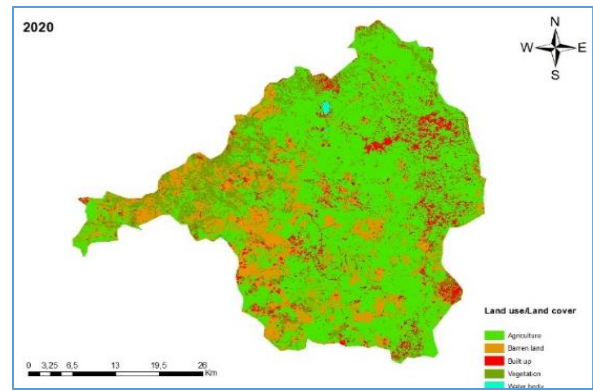 2020
N
W E
S
Land use/Land cover
Agriculture
Barren land
Built-up
Vegetation
Water body
0 3,25 6,5 13 19,5 26
Km